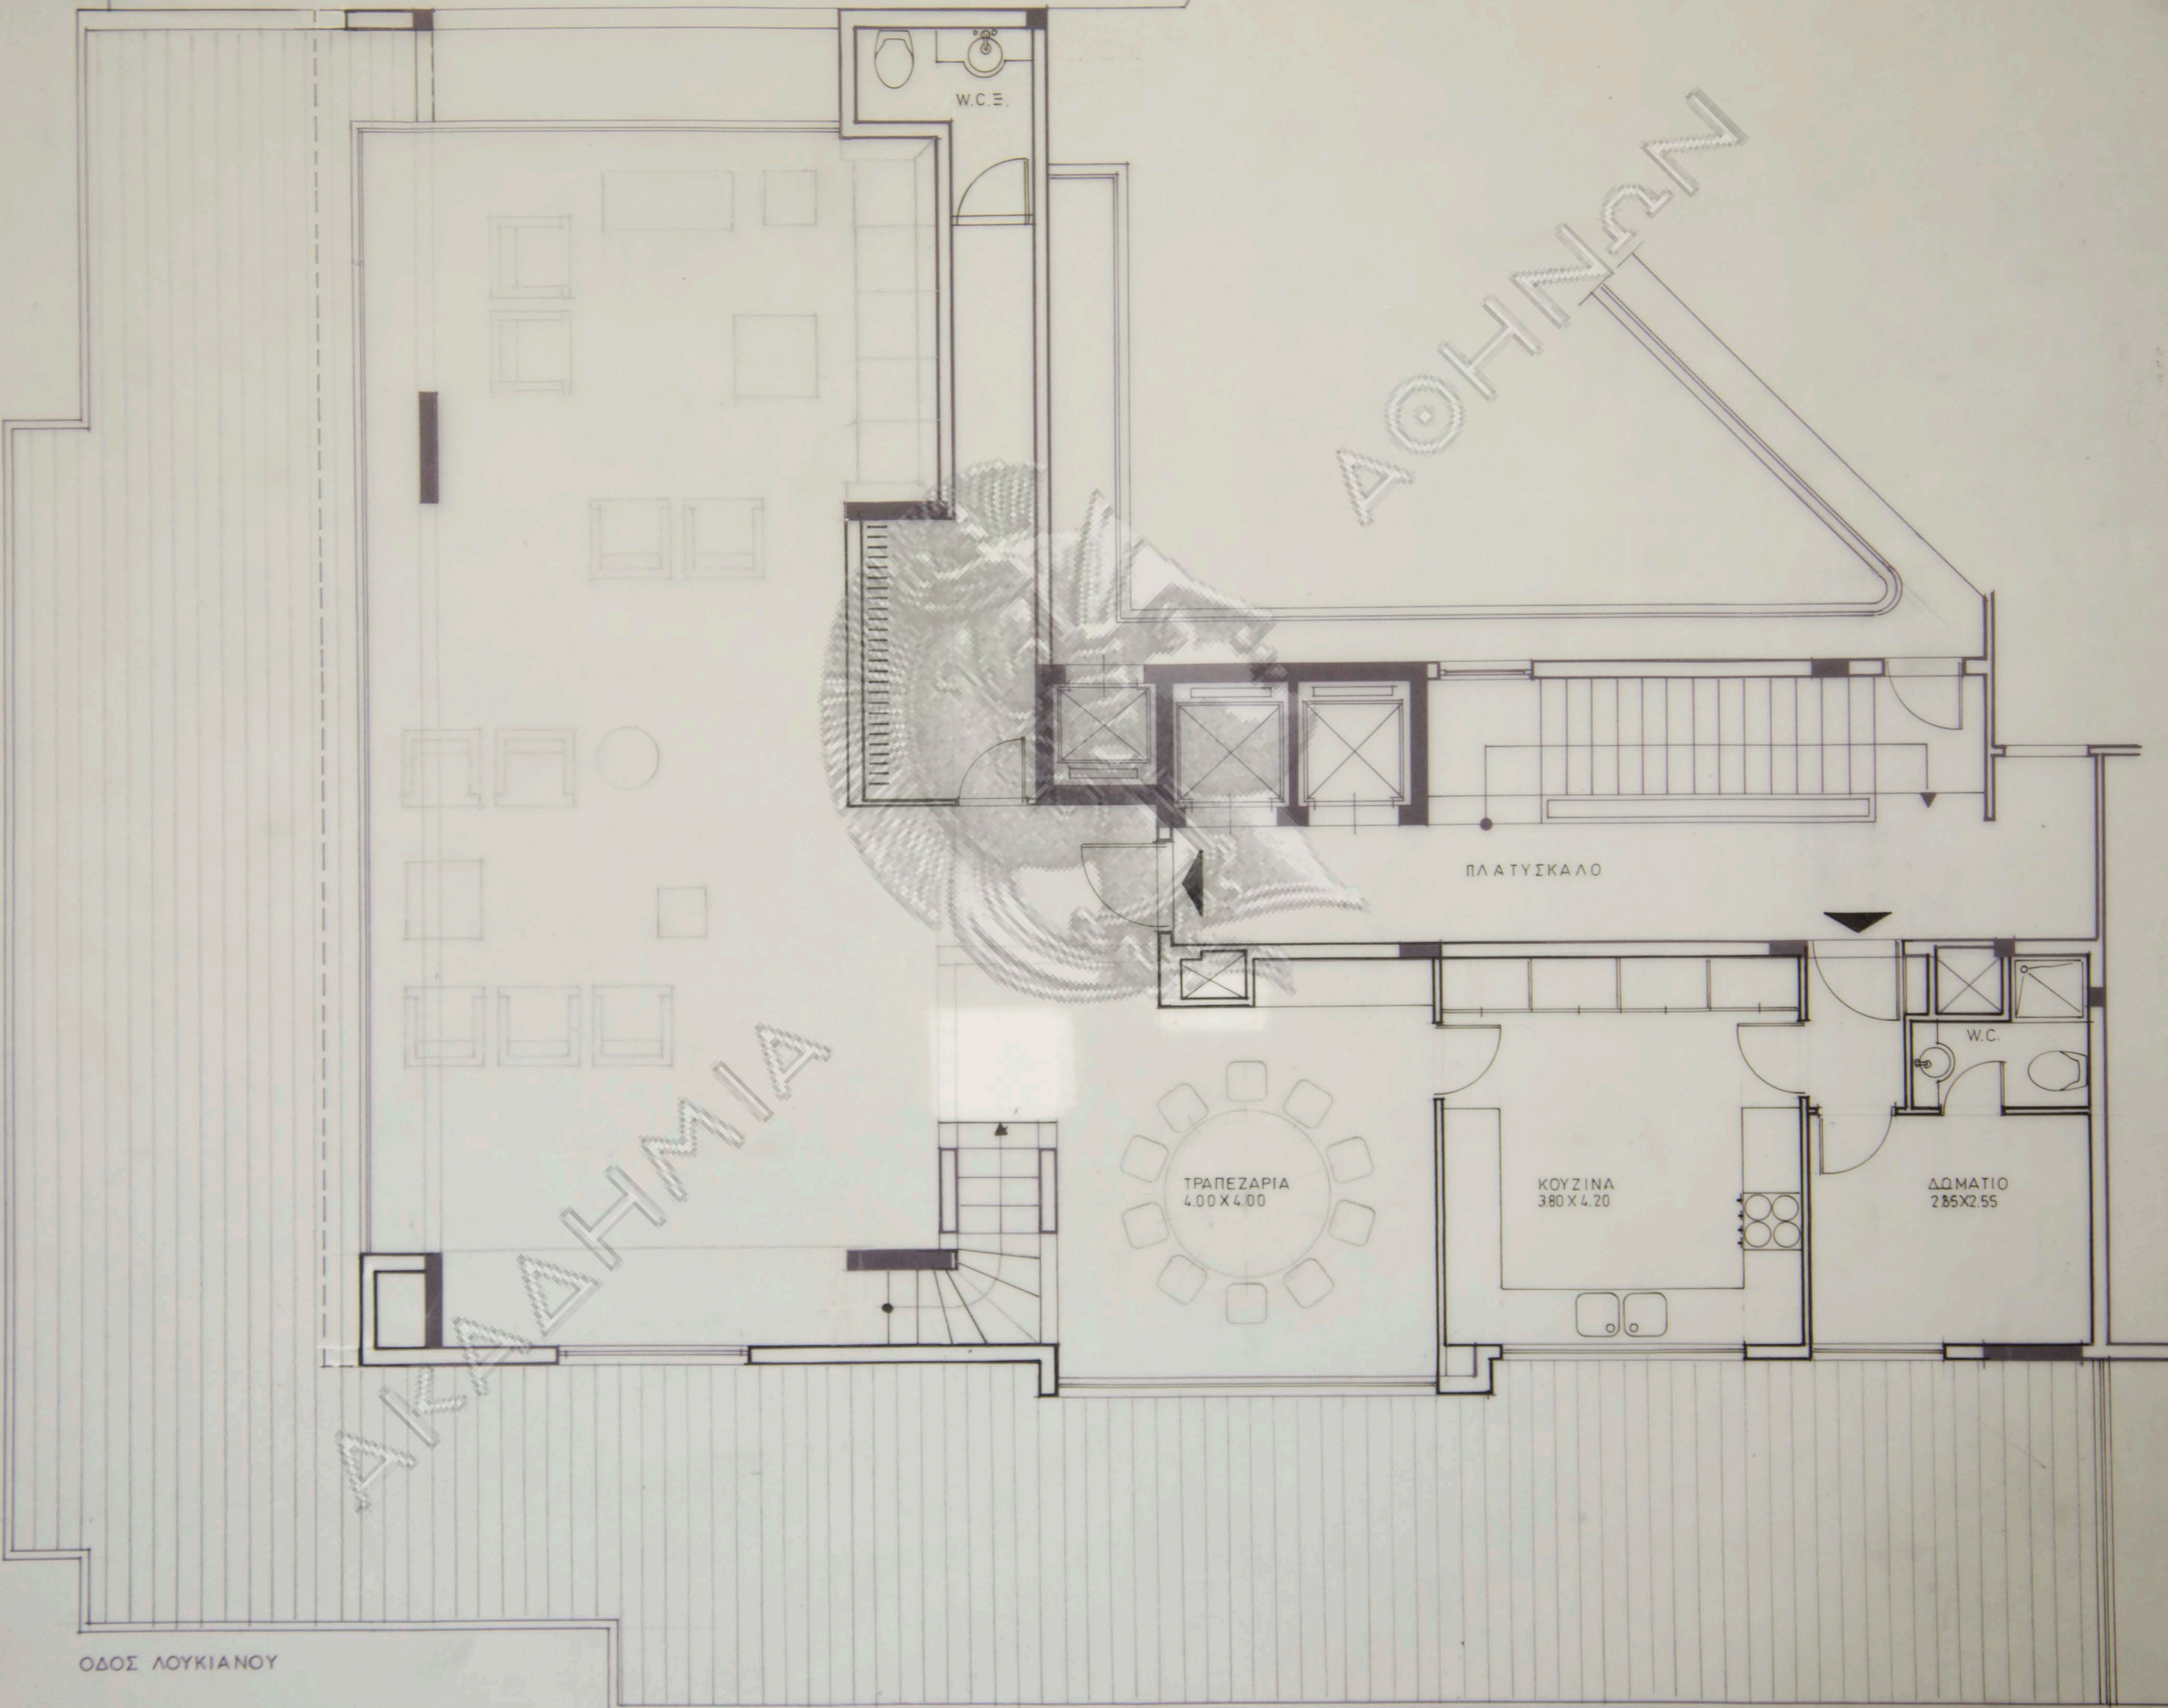 W.C.Ξ.
ΑΚΑΔΗΜΙΑ ΑΘΗΝΩΝ
ΠΛΑΤΥΣΚΑΛΟ
W.C.
ΤΡΑΠΕΖΑΡΙΑ
4.00 X 4.00
ΚΟΥΖΙΝΑ
3.80 X 4.20
ΔΩΜΑΤΙΟ
2.85X2.55
ΟΔΟΣ ΛΟΥΚΙΑΝΟΥ